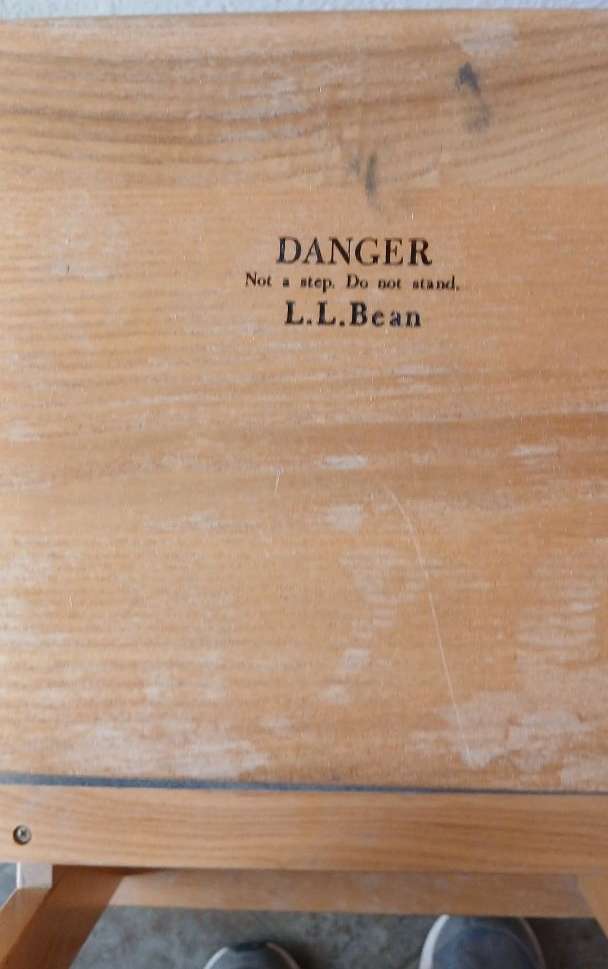 DANGER
Not a step. Do not stand.
L.L.Bean